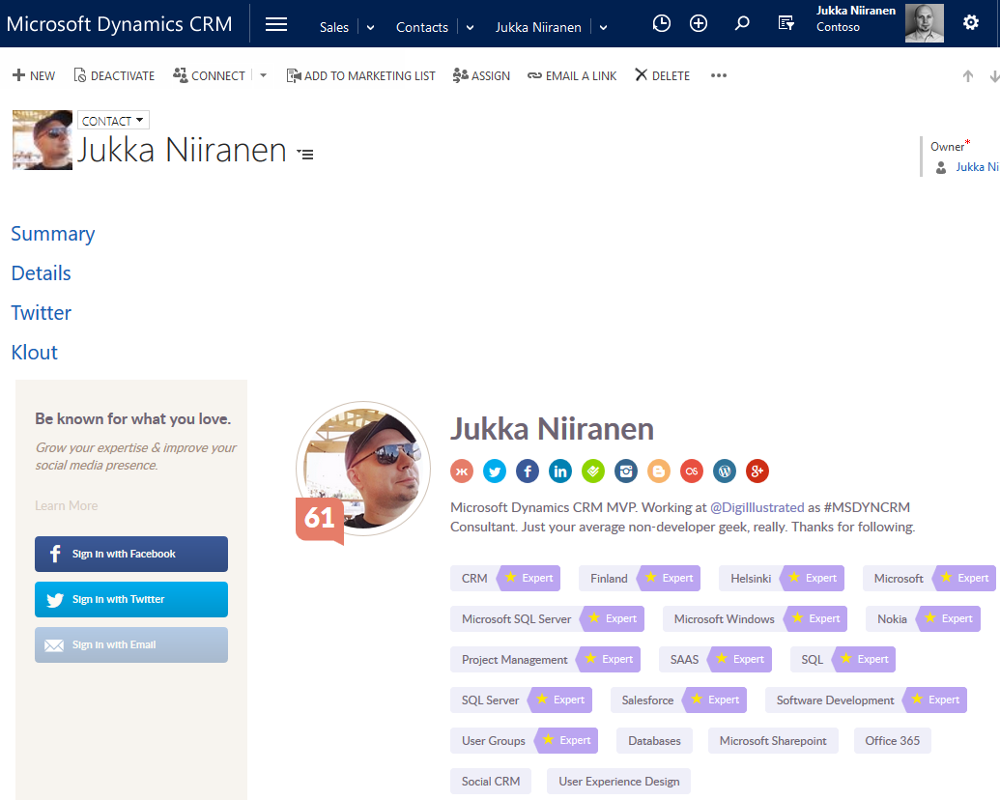 Microsoft Dynamics CRM Sales Contacts Jukka Niiranen Jukka Niiranen
Contoso
NEW DEACTIVATE CONNECT ADD TO MARKETING LIST ASSIGN EMAIL A LINK DELETE
CONTACT
Jukka Niiranen
Owner*
Jukka Ni
Summary
Details
Twitter
Klout
Be known for what you love.
Grow your expertise & improve your
social media presence.
Learn More
Sign in with Facebook
Sign in with Twitter
Sign in with Email
61
Jukka Niiranen
Microsoft Dynamics CRM MVP. Working at @DigiIllustrated as #MSDYNCRM
Consultant. Just your average non-developer geek, really. Thanks for following.
CRM Expert Finland Expert Helsinki Expert Microsoft Expert
Microsoft SQL Server Expert Microsoft Windows Expert Nokia Expert
Project Management Expert SAAS Expert SQL Expert
SQL Server Expert Salesforce Expert Software Development Expert
User Groups Expert Databases Microsoft Sharepoint Office 365
Social CRM User Experience Design